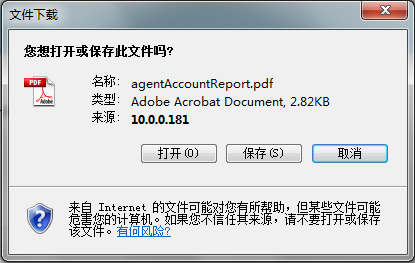 文件下载
您想打开或保存此文件吗?
PDF
Adobe
名称: agentAccountReport.pdf
类型: Adobe Acrobat Document, 2.82KB
来源: 10.0.0.181
打开(O) 保存(S) 取消
来自 Internet 的文件可能对您有所帮助,但某些文件可能
危害您的计算机。如果您不信任其来源,请不要打开或保存
该文件。有何风险?